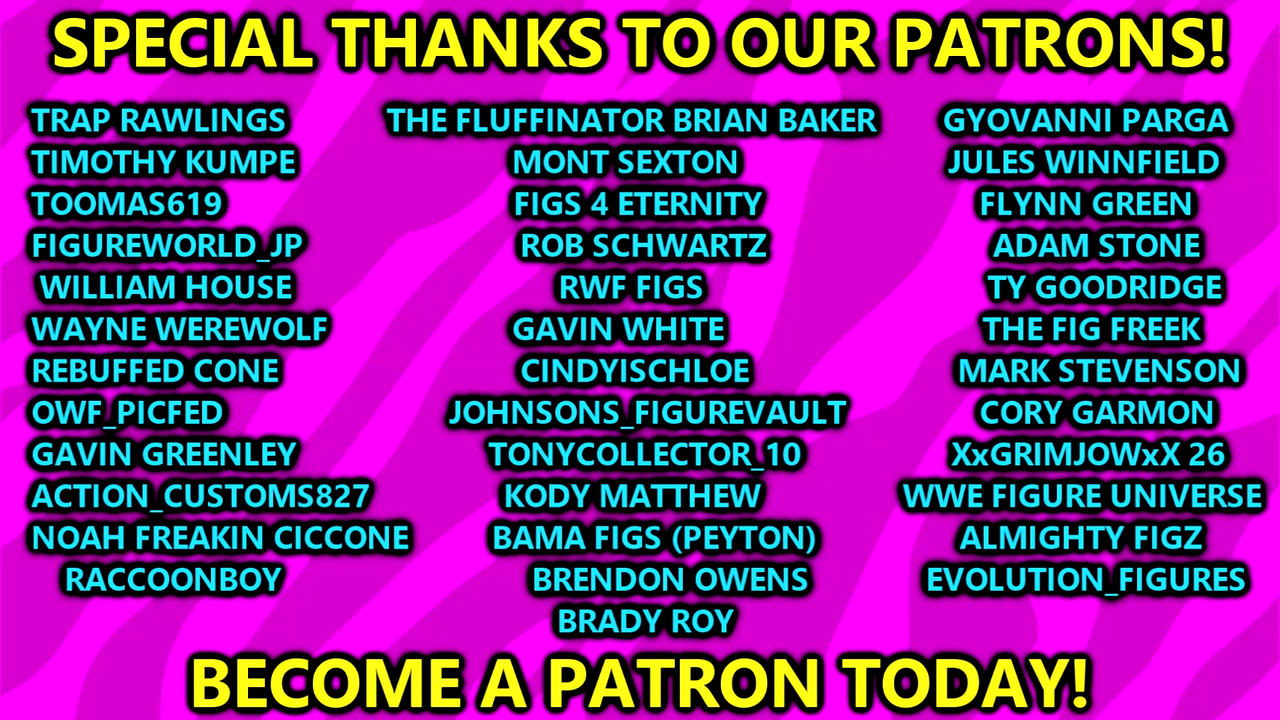 SPECIAL THANKS TO OUR PATRONS!
TRAP RAWLINGS
TIMOTHY KUMPE
TOOMAS619
FIGUREWORLD_JP
WILLIAM HOUSE
WAYNE WEREWOLF
REBUFFED CONE
OWF_PICFED
GAVIN GREENLEY
ACTION_CUSTOMS827
NOAH FREAKIN CICCONE
RACCOONBOY
THE FLUFFINATOR BRIAN BAKER
MONT SEXTON
FIGS 4 ETERNITY
ROB SCHWARTZ
RWF FIGS
GAVIN WHITE
CINDYISCHLOE
JOHNSONS_FIGUREVAULT
TONYCOLLECTOR_10
KODY MATTHEW
BAMA FIGS (PEYTON)
BRENDON OWENS
BRADY ROY
GYOVANNI PARGA
JULES WINNFIELD
FLYNN GREEN
ADAM STONE
TY GOODRIDGE
THE FIG FREEK
MARK STEVENSON
CORY GARMON
XxGRIMJOWxX 26
WWE FIGURE UNIVERSE
ALMIGHTY FIGZ
EVOLUTION_FIGURES
BECOME A PATRON TODAY!